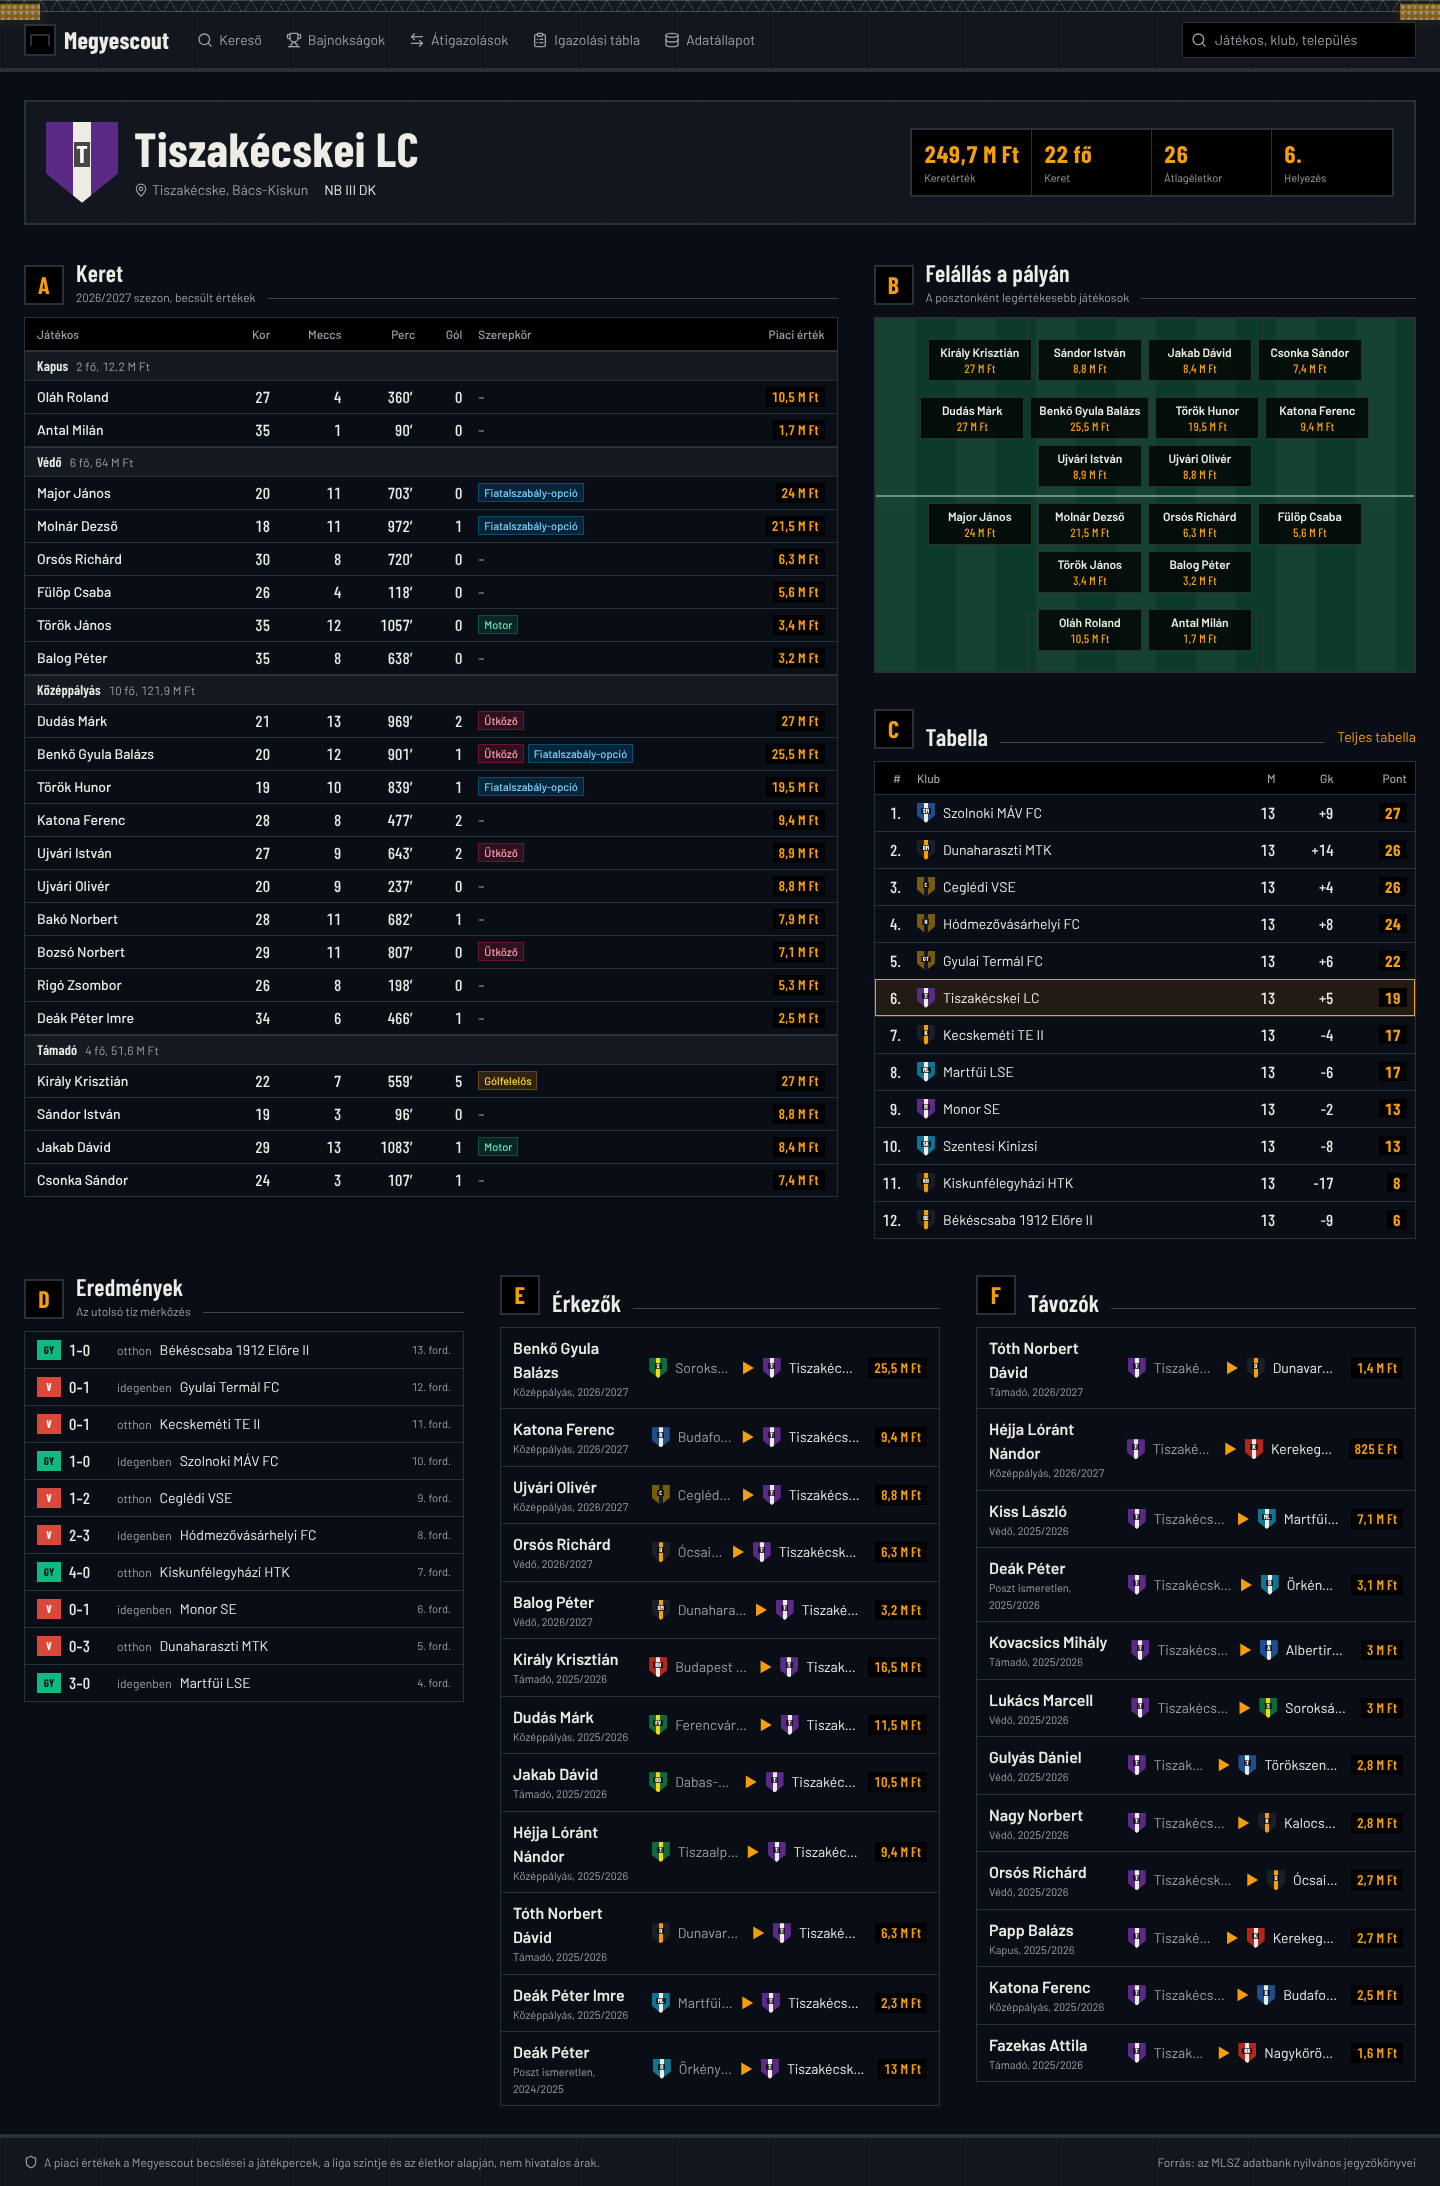 Megyescout
Kereső
Bajnokságok
Átigazolások
Igazolási tábla
Adatállapot
Játékos, klub, település
T
Tiszakécskei LC
Tiszakécske, Bács-Kiskun NB III DK
249,7 M Ft 22 fő 26 6.
Keretérték Keret Átlagéletkor Helyezés
A Keret
2026/2027 szezon, becsült értékek
Játékos Kor Meccs Perc Gól Szerepkör Piaci érték
Kapus 2 fő, 12,2 M Ft
Oláh Roland 27 4 360′ 0 – 10,5 M Ft
Antal Milán 35 1 90′ 0 – 1,7 M Ft
Védő 6 fő, 64 M Ft
Major János 20 11 703′ 0 Fiatalszabály-opció 24 M Ft
Molnár Dezső 18 11 972′ 1 Fiatalszabály-opció 21,5 M Ft
Orsós Richárd 30 8 720′ 0 – 6,3 M Ft
Fülöp Csaba 26 4 118′ 0 – 5,6 M Ft
Török János 35 12 1057′ 0 Motor 3,4 M Ft
Balog Péter 35 8 638′ 0 – 3,2 M Ft
Középpályás 10 fő, 121,9 M Ft
Dudás Márk 21 13 969′ 2 Ütköző 27 M Ft
Benkő Gyula Balázs 20 12 901′ 1 Ütköző Fiatalszabály-opció 25,5 M Ft
Török Hunor 19 10 839′ 1 Fiatalszabály-opció 19,5 M Ft
Katona Ferenc 28 8 477′ 2 – 9,4 M Ft
Ujvári István 27 9 643′ 2 Ütköző 8,9 M Ft
Ujvári Olivér 20 9 237′ 0 – 8,8 M Ft
Bakó Norbert 28 11 682′ 1 – 7,9 M Ft
Bozsó Norbert 29 11 807′ 0 Ütköző 7,1 M Ft
Rigó Zsombor 26 8 198′ 0 – 5,3 M Ft
Deák Péter Imre 34 6 466′ 1 – 2,5 M Ft
Támadó 4 fő, 51,6 M Ft
Király Krisztián 22 7 559′ 5 Gólfelelős 27 M Ft
Sándor István 19 3 96′ 0 – 8,8 M Ft
Jakab Dávid 29 13 1083′ 1 Motor 8,4 M Ft
Csonka Sándor 24 3 107′ 1 – 7,4 M Ft
B Felállás a pályán
A posztonként legértékesebb játékosok
Király Krisztián Sándor István Jakab Dávid Csonka Sándor
27 M Ft 8,8 M Ft 8,4 M Ft 7,4 M Ft
Dudás Márk Benkő Gyula Balázs Török Hunor Katona Ferenc
27 M Ft 25,5 M Ft 19,5 M Ft 9,4 M Ft
Ujvári István Ujvári Olivér
8,9 M Ft 8,8 M Ft
Major János Molnár Dezső Orsós Richárd Fülöp Csaba
24 M Ft 21,5 M Ft 6,3 M Ft 5,6 M Ft
Török János Balog Péter
3,4 M Ft 3,2 M Ft
Oláh Roland Antal Milán
10,5 M Ft 1,7 M Ft
C Tabella Teljes tabella
# Klub M Gk Pont
1. Szolnoki MÁV FC 13 +9 27
2. Dunaharaszti MTK 13 +14 26
3. Ceglédi VSE 13 +4 26
4. Hódmezővásárhelyi FC 13 +8 24
5. Gyulai Termál FC 13 +6 22
6. Tiszakécskei LC 13 +5 19
7. Kecskeméti TE II 13 -4 17
8. Martfűi LSE 13 -6 17
9. Monor SE 13 -2 13
10. Szentesi Kinizsi 13 -8 13
11. Kiskunfélegyházi HTK 13 -17 8
12. Békéscsaba 1912 Előre II 13 -9 6
D Eredmények
Az utolsó tíz mérkőzés
GY 1-0 otthon Békéscsaba 1912 Előre II 13. ford.
V 0-1 idegenben Gyulai Termál FC 12. ford.
V 0-1 otthon Kecskeméti TE II 11. ford.
GY 1-0 idegenben Szolnoki MÁV FC 10. ford.
V 1-2 otthon Ceglédi VSE 9. ford.
V 2-3 idegenben Hódmezővásárhelyi FC 8. ford.
GY 4-0 otthon Kiskunfélegyházi HTK 7. ford.
V 0-1 idegenben Monor SE 6. ford.
V 0-3 otthon Dunaharaszti MTK 5. ford.
GY 3-0 idegenben Martfűi LSE 4. ford.
E Érkezők
Benkő Gyula
Balázs
Középpályás, 2026/2027
Soroks... Tiszakéc... 25,5 M Ft
Katona Ferenc
Középpályás, 2026/2027
Budafo... Tiszakécs... 9,4 M Ft
Ujvári Olivér
Középpályás, 2026/2027
Cegléd... Tiszakécs... 8,8 M Ft
Orsós Richárd
Védő, 2026/2027
Ócsai... Tiszakécsk... 6,3 M Ft
Balog Péter
Védő, 2026/2027
Dunahara... Tiszaké... 3,2 M Ft
Király Krisztián
Támadó, 2025/2026
Budapest ... Tiszak... 16,5 M Ft
Dudás Márk
Középpályás, 2025/2026
Ferencvár... Tiszak... 11,5 M Ft
Jakab Dávid
Támadó, 2025/2026
Dabas-... Tiszakéc... 10,5 M Ft
Héjja Lóránt
Nándor
Középpályás, 2025/2026
Tiszaalp... Tiszakéc... 9,4 M Ft
Tóth Norbert
Dávid
Támadó, 2025/2026
Dunavar... Tiszaké... 6,3 M Ft
Deák Péter Imre
Középpályás, 2025/2026
Martfűi... Tiszakécs... 2,3 M Ft
Deák Péter
Poszt ismeretlen,
2024/2025
Örkény... Tiszakécsk... 13 M Ft
F Távozók
Tóth Norbert
Dávid
Támadó, 2026/2027
Tiszaké... Dunavar... 1,4 M Ft
Héjja Lóránt
Nándor
Középpályás, 2026/2027
Tiszaké... Kerekeg... 825 E Ft
Kiss László
Védő, 2025/2026
Tiszakécs... Martfűi... 7,1 M Ft
Deák Péter
Poszt ismeretlen,
2025/2026
Tiszakécsk... Örkén... 3,1 M Ft
Kovacsics Mihály
Támadó, 2025/2026
Tiszakécs... Albertir... 3 M Ft
Lukács Marcell
Védő, 2025/2026
Tiszakécs... Soroksá... 3 M Ft
Gulyás Dániel
Védő, 2025/2026
Tiszak... Törökszen... 2,8 M Ft
Nagy Norbert
Védő, 2025/2026
Tiszakécs... Kalocs... 2,8 M Ft
Orsós Richárd
Védő, 2025/2026
Tiszakécsk... Ócsai... 2,7 M Ft
Papp Balázs
Kapus, 2025/2026
Tiszaké... Kerekeg... 2,7 M Ft
Katona Ferenc
Középpályás, 2025/2026
Tiszakécs... Budafo... 2,5 M Ft
Fazekas Attila
Támadó, 2025/2026
Tiszak... Nagykőrö... 1,6 M Ft
A piaci értékek a Megyescout becslései a játékpercek, a liga szintje és az életkor alapján, nem hivatalos árak.
Forrás: az MLSZ adatbank nyilvános jegyzőkönyvei